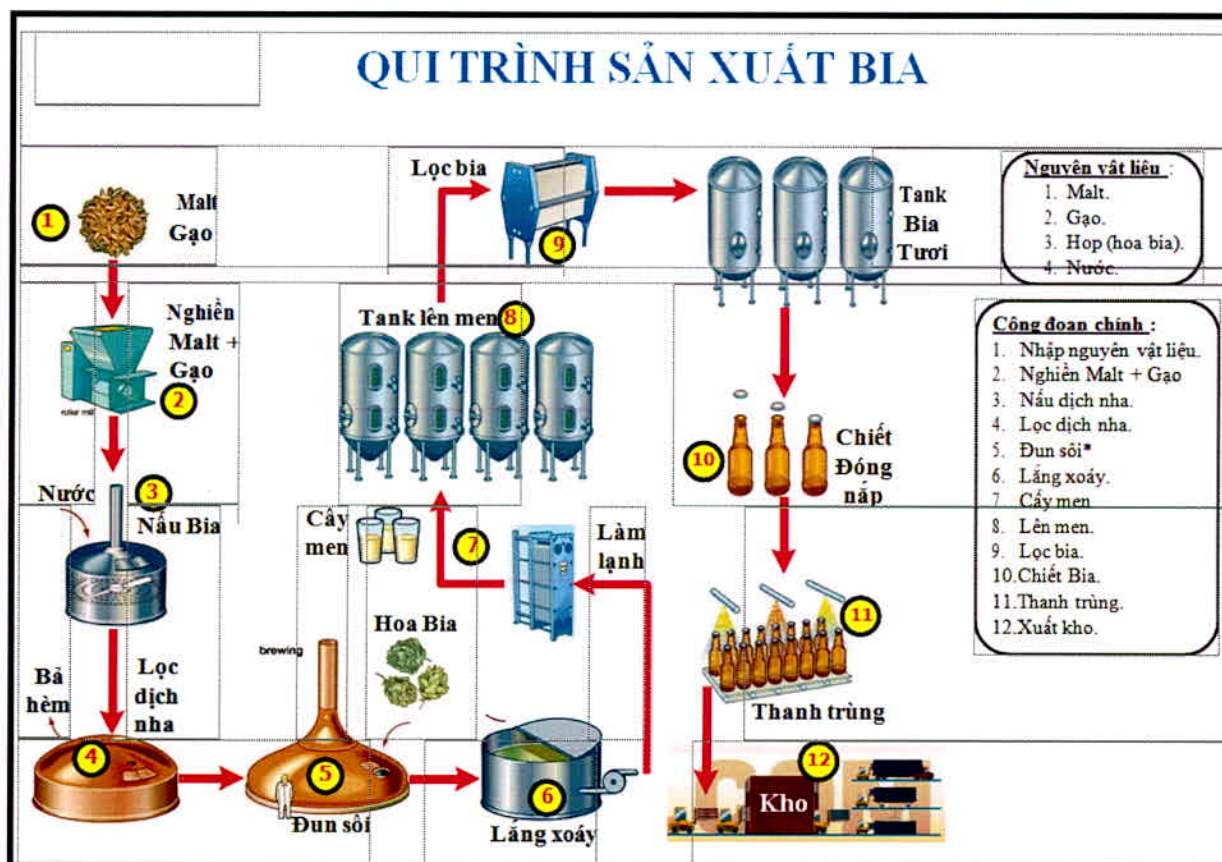 QUI TRÌNH SẢN XUẤT BIA
1
Malt
Gạo
Nghiền
Malt +
Gạo
roller mill
2
Nước
3
Nấu Bia
Lọc
dịch
nha
Bả
hèm
4
brewing
5
Đun sôi
Hoa Bia
6
Lắng xoáy
Làm
lạnh
7
Cây
men
Tank lên men
8
Lọc bia
9
Tank
Bia
Tươi
10
Chiết
Đóng
nắp
11
Thanh trùng
12
Kho
Nguyên vật liệu :
1. Malt.
2. Gạo.
3. Hop (hoa bia).
4. Nước.
Công đoan chính :
1. Nhập nguyên vật liệu.
2. Nghiền Malt + Gạo
3. Nấu dịch nha.
4. Lọc dịch nha.
5. Đun sôi*
6. Lắng xoáy.
7. Cấy men
8. Lên men.
9. Lọc bia.
10. Chiết Bia.
11. Thanh trùng.
12. Xuất kho.